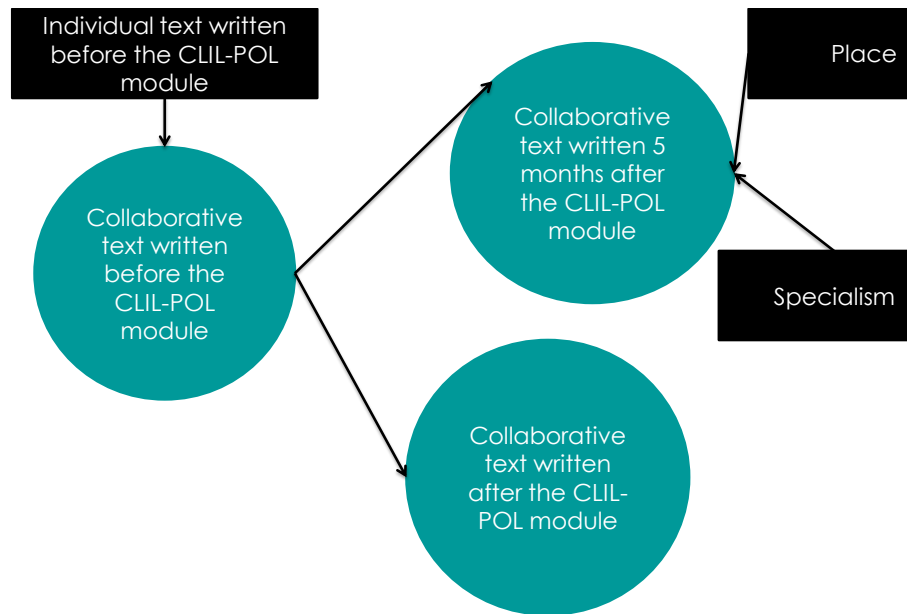 Individual text written
before the CLIL-POL
module
Collaborative
text written
before the
CLIL-POL
module
Collaborative
text written 5
months after
the CLIL-POL
module
Place
Specialism
Collaborative
text written
after the CLIL-
POL module